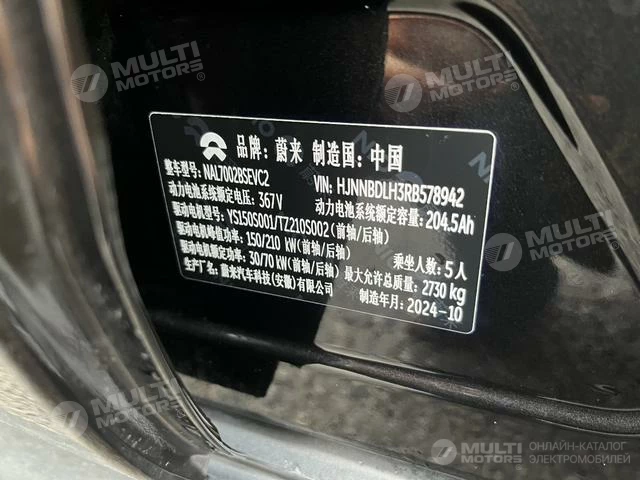 MULTI MOTORS®
MULTI MOTORS®
品牌：蔚来 制造国：中国
整车型号：NAL7002BSEVC2 VIN：HJNNBDLH3RB578942
动力电池系统额定电压：367V 动力电池系统额定容量：204.5Ah
驱动电机型号：YS150S001/TZ210S002（前轴/后轴）
驱动电机峰值功率：150/210 kW（前轴/后轴） 乘坐人数：5人
驱动电机额定功率：30/70 kW（前轴/后轴） 最大允许总质量：2730 kg
生产厂名：蔚来汽车科技(安徽)有限公司 制造年月：2024-10
MULTI MOTORS®
MULTI MOTORS®
ОНЛАЙН-КАТАЛОГ
ЭЛЕКТРОМОБИЛЕЙ